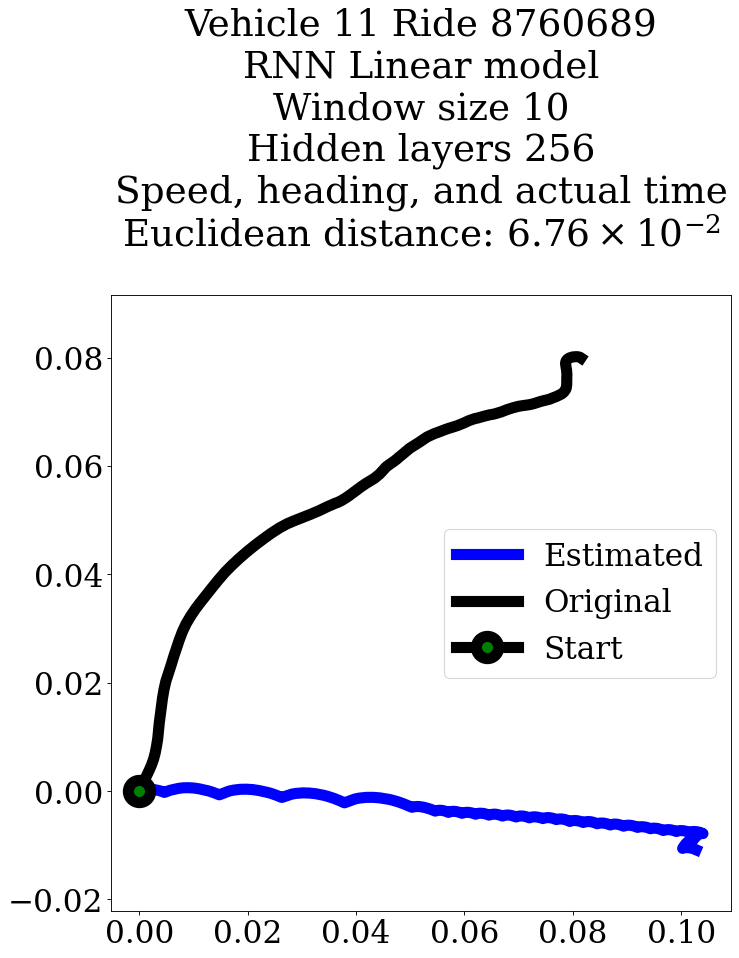 Vehicle 11 Ride 8760689
RNN Linear model
Window size 10
Hidden layers 256
Speed, heading, and actual time
Euclidean distance: 6.76 × 10⁻²
0.08
0.06
0.04
0.02
0.00
−0.02
Estimated
Original
Start
0.00 0.02 0.04 0.06 0.08 0.10